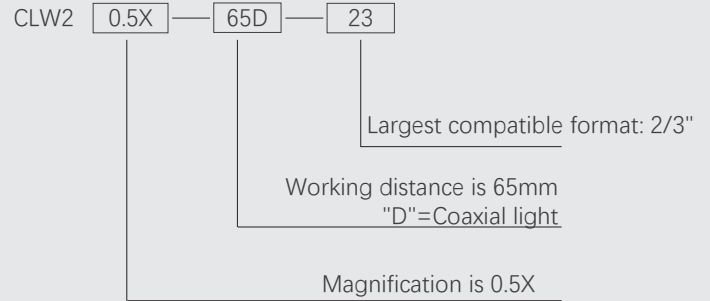 CLW2 0.5X — 65D — 23
Largest compatible format: 2/3"
Working distance is 65mm
"D"=Coaxial light
Magnification is 0.5X